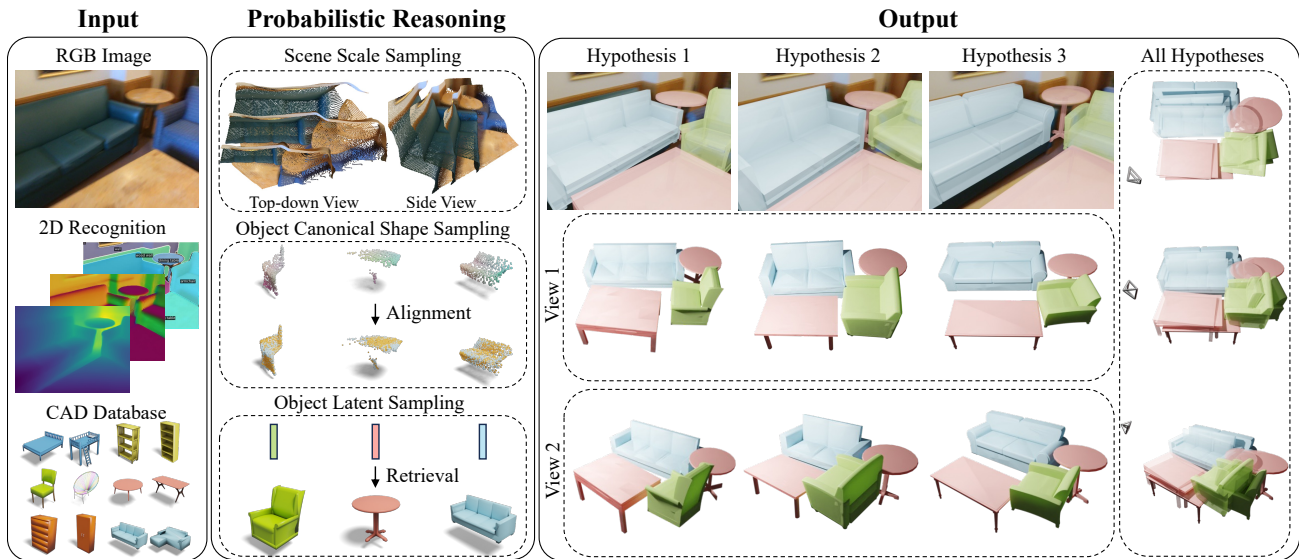 Input
RGB Image
2D Recognition
CAD Database
Probabilistic Reasoning
Scene Scale Sampling
Top-down View
Side View
Object Canonical Shape Sampling
Alignment
Object Latent Sampling
Retrieval
Output
Hypothesis 1
Hypothesis 2
Hypothesis 3
All Hypotheses
View 1
View 2